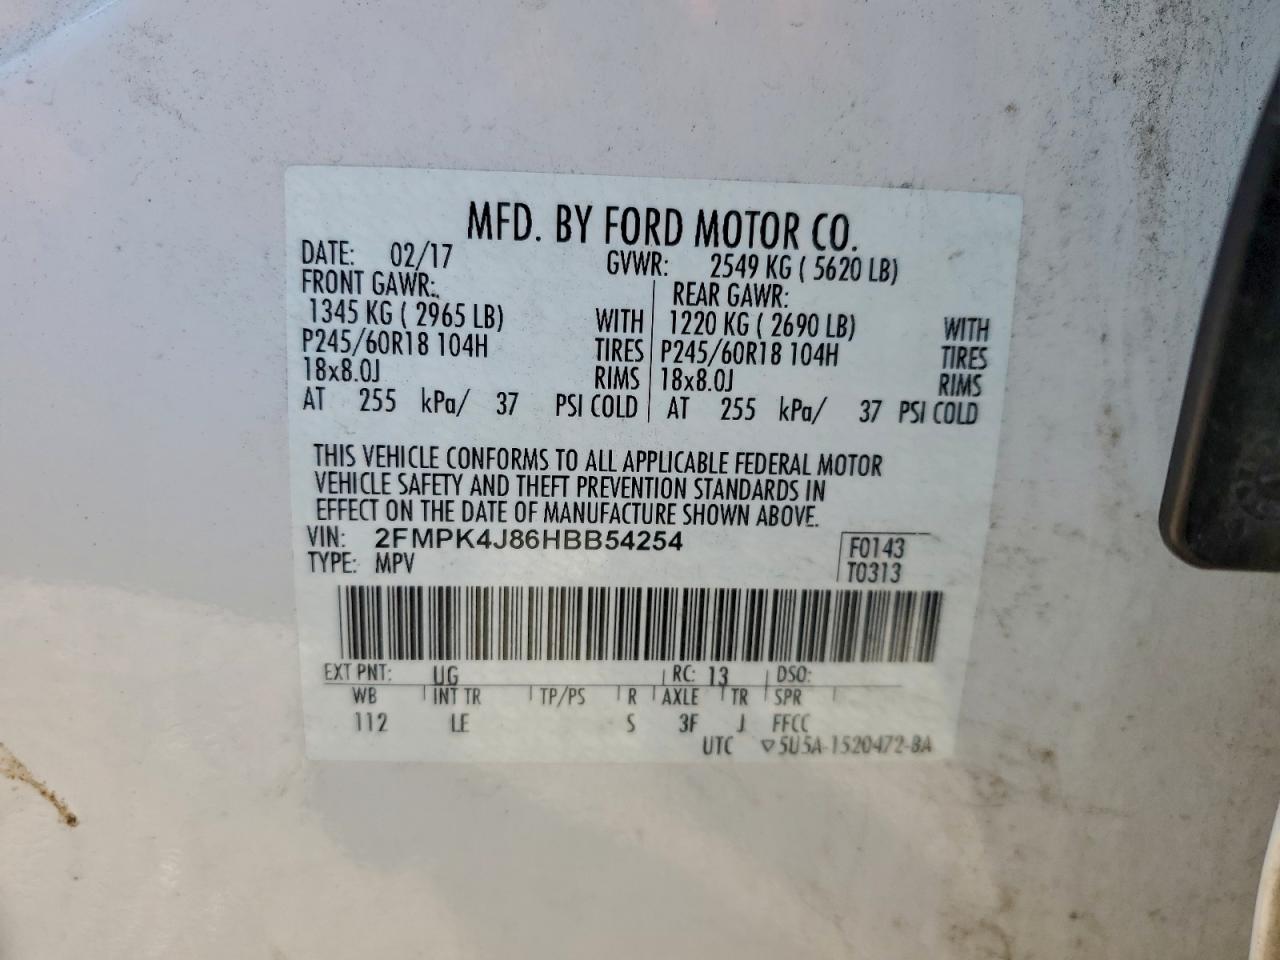 MFD. BY FORD MOTOR CO.
DATE: 02/17 GVWR: 2549 KG ( 5620 LB)
FRONT GAWR: REAR GAWR:
1345 KG ( 2965 LB) WITH 1220 KG ( 2690 LB) WITH
P245/60R18 104H TIRES P245/60R18 104H TIRES
18x8.0J RIMS 18x8.0J RIMS
AT 255 kPa/ 37 PSI COLD AT 255 kPa/ 37 PSI COLD
THIS VEHICLE CONFORMS TO ALL APPLICABLE FEDERAL MOTOR
VEHICLE SAFETY AND THEFT PREVENTION STANDARDS IN
EFFECT ON THE DATE OF MANUFACTURE SHOWN ABOVE.
VIN: 2FMPK4J86HBB54254 F0143
TYPE: MPV T0313
EXT PNT: UG RC: 13 DSO:
WB INT TR TP/PS R AXLE TR SPR
112 LE S 3F J FFCC
UTC ▽5U5A-1520472-BA